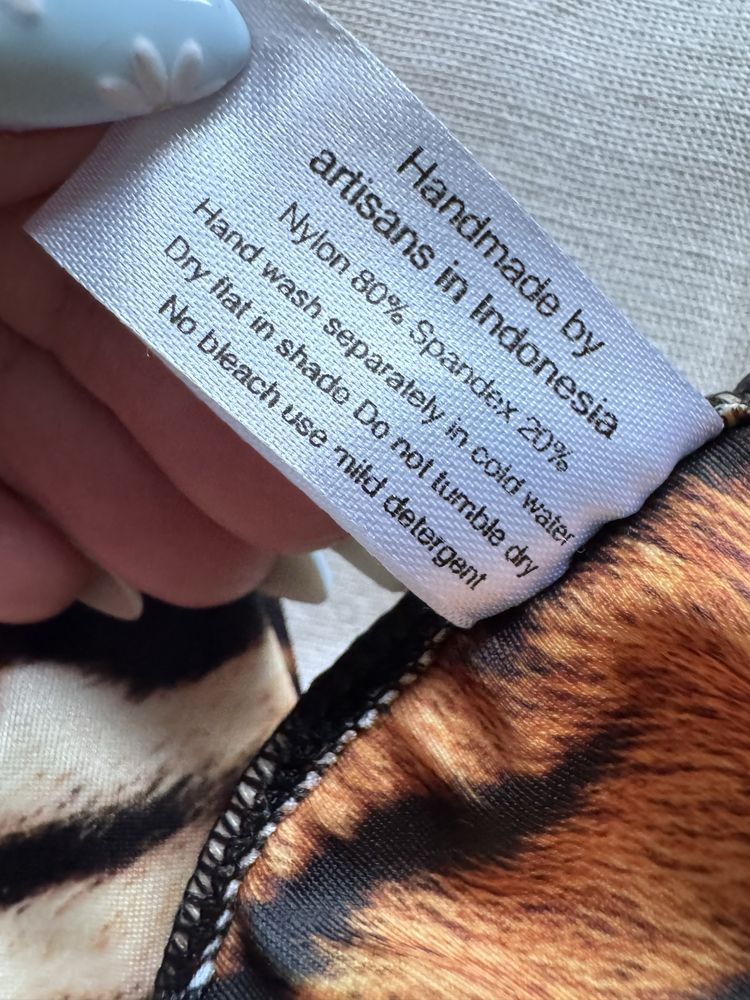 Handmade by
artisans in Indonesia
Nylon 80% Spandex 20%
Hand wash separately in cold water
Dry flat in shade Do not tumble dry
No bleach use mild detergent